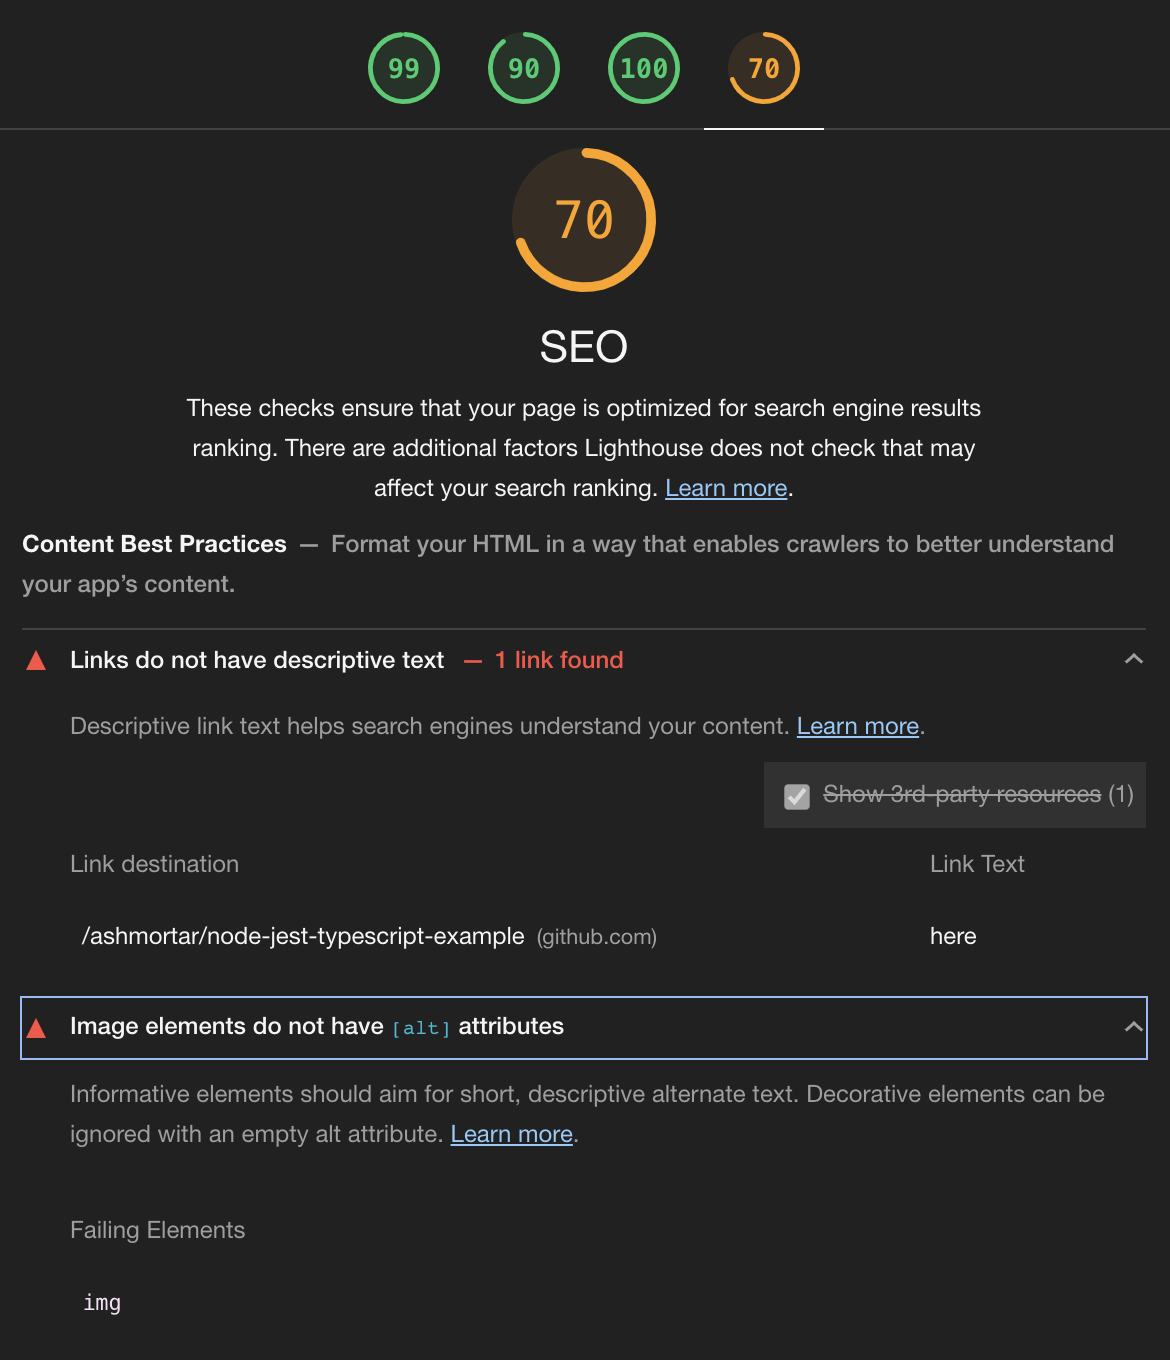 99 90 100 70
70
SEO
These checks ensure that your page is optimized for search engine results
ranking. There are additional factors Lighthouse does not check that may
affect your search ranking. Learn more.
Content Best Practices — Format your HTML in a way that enables crawlers to better understand
your app’s content.
Links do not have descriptive text — 1 link found
Descriptive link text helps search engines understand your content. Learn more.
Show 3rd-party resources (1)
Link destination Link Text
/ashmortar/node-jest-typescript-example (github.com) here
Image elements do not have [alt] attributes
Informative elements should aim for short, descriptive alternate text. Decorative elements can be
ignored with an empty alt attribute. Learn more.
Failing Elements
img